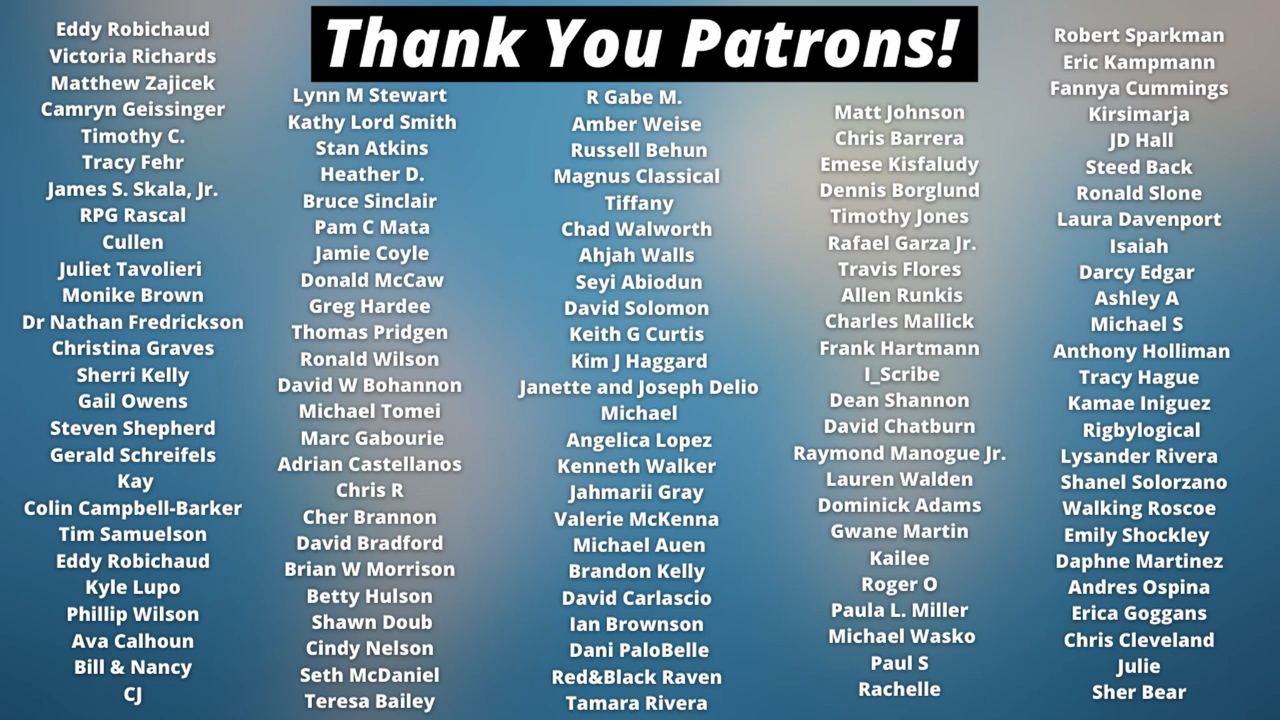 Thank You Patrons!
Eddy Robichaud
Victoria Richards
Matthew Zajicek
Camryn Geissinger
Timothy C.
Tracy Fehr
James S. Skala, Jr.
RPG Rascal
Cullen
Juliet Tavolieri
Monike Brown
Dr Nathan Fredrickson
Christina Graves
Sherri Kelly
Gail Owens
Steven Shepherd
Gerald Schreifels
Kay
Colin Campbell-Barker
Tim Samuelson
Eddy Robichaud
Kyle Lupo
Phillip Wilson
Ava Calhoun
Bill & Nancy
CJ
Lynn M Stewart
Kathy Lord Smith
Stan Atkins
Heather D.
Bruce Sinclair
Pam C Mata
Jamie Coyle
Donald McCaw
Greg Hardee
Thomas Pridgen
Ronald Wilson
David W Bohannon
Michael Tomei
Marc Gabourie
Adrian Castellanos
Chris R
Cher Brannon
David Bradford
Brian W Morrison
Betty Hulson
Shawn Doub
Cindy Nelson
Seth McDaniel
Teresa Bailey
R Gabe M.
Amber Weise
Russell Behun
Magnus Classical
Tiffany
Chad Walworth
Ahjah Walls
Seyi Abiodun
David Solomon
Keith G Curtis
Kim J Haggard
Janette and Joseph Delio
Michael
Angelica Lopez
Kenneth Walker
Jahmarii Gray
Valerie McKenna
Michael Auen
Brandon Kelly
David Carlascio
Ian Brownson
Dani PaloBelle
Red&Black Raven
Tamara Rivera
Matt Johnson
Chris Barrera
Emese Kisfaludy
Dennis Borglund
Timothy Jones
Rafael Garza Jr.
Travis Flores
Allen Runkis
Charles Mallick
Frank Hartmann
I_Scribe
Dean Shannon
David Chatburn
Raymond Manogue Jr.
Lauren Walden
Dominick Adams
Gwane Martin
Kailee
Roger O
Paula L. Miller
Michael Wasko
Paul S
Rachelle
Robert Sparkman
Eric Kampmann
Fannya Cummings
Kirsimarja
JD Hall
Steed Back
Ronald Slone
Laura Davenport
Isaiah
Darcy Edgar
Ashley A
Michael S
Anthony Holliman
Tracy Hague
Kamae Iniguez
Rigbylogical
Lysander Rivera
Shanel Solorzano
Walking Roscoe
Emily Shockley
Daphne Martinez
Andres Ospina
Erica Goggans
Chris Cleveland
Julie
Sher Bear